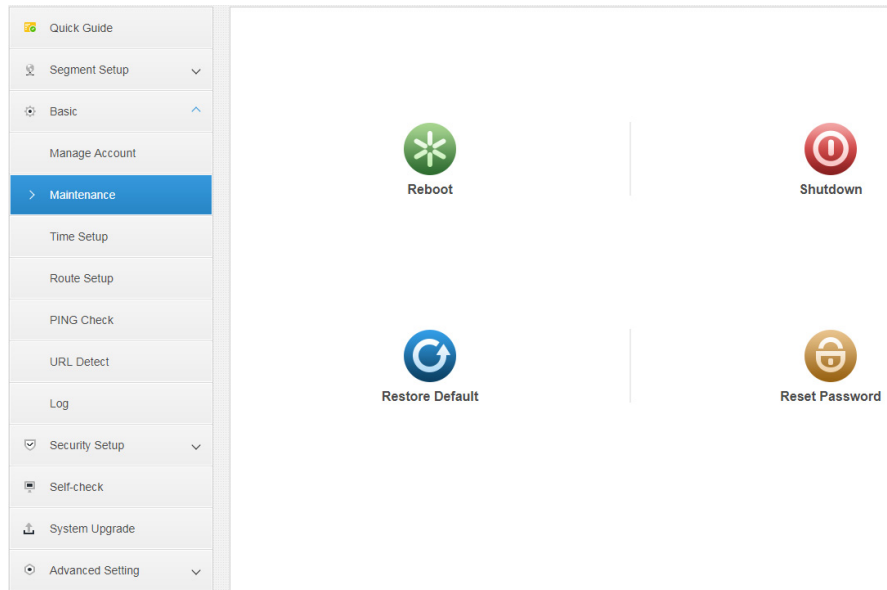 Quick Guide
Segment Setup
Basic
Manage Account
Maintenance
Time Setup
Route Setup
PING Check
URL Detect
Log
Security Setup
Self-check
System Upgrade
Advanced Setting
Reboot
Shutdown
Restore Default
Reset Password